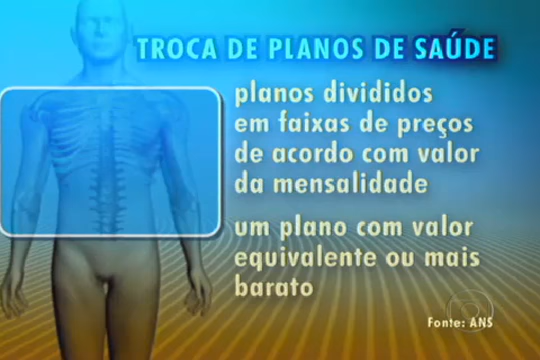 TROCA DE PLANOS DE SAÚDE
planos divididos
em faixas de preços
de acordo com valor
da mensalidade
um plano com valor
equivalente ou mais
barato
Fonte: ANS